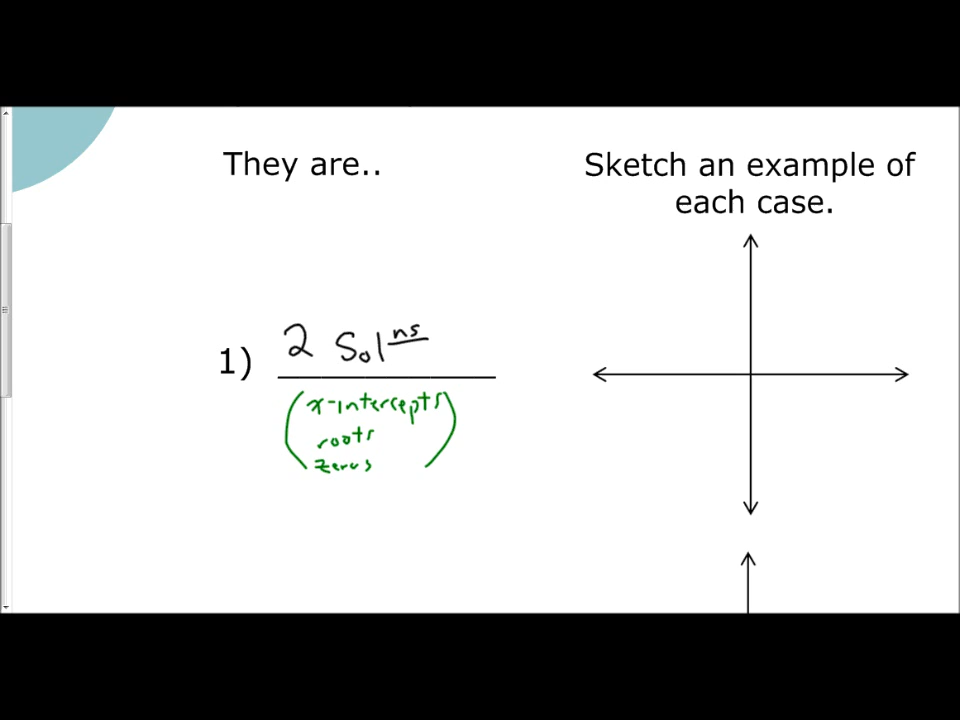 They are..
Sketch an example of
each case.
1) 2 Solns
(x-intercepts
roots
zeros)